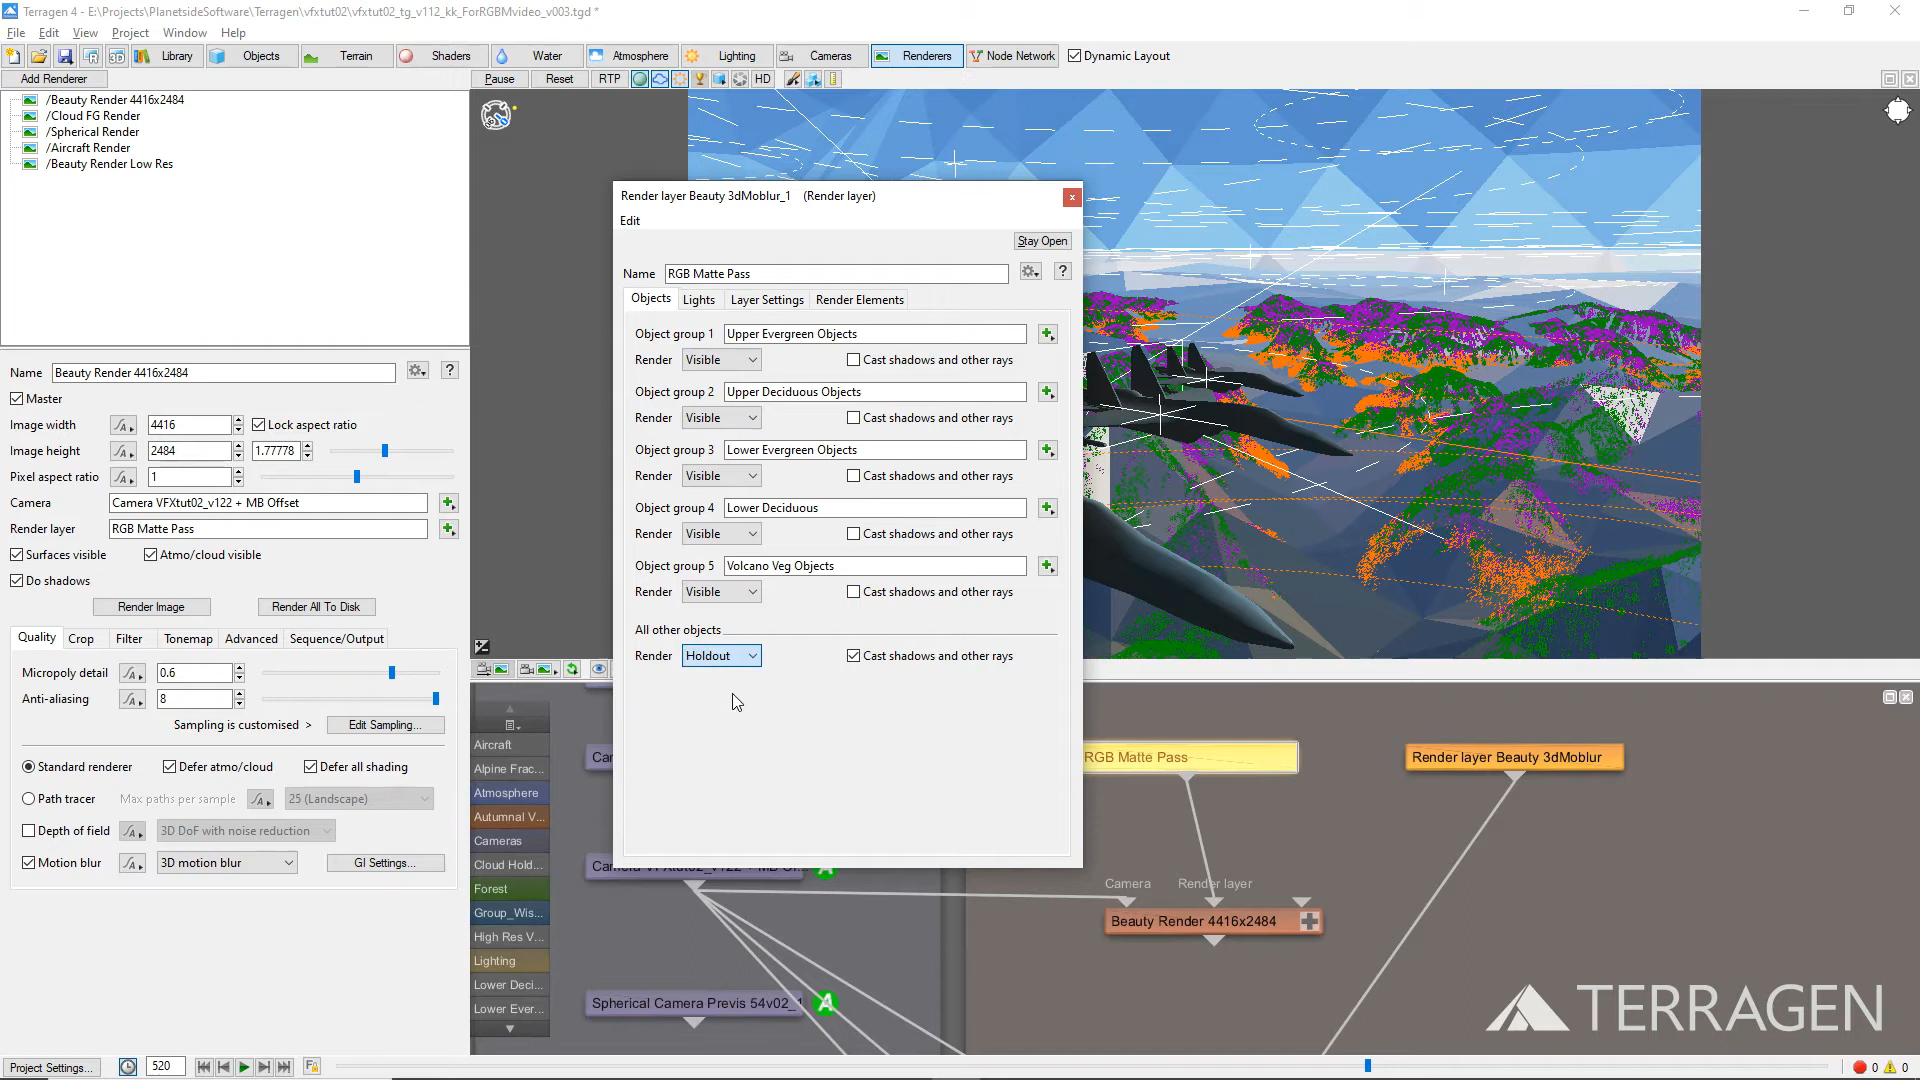 Terragen 4 - E:\Projects\PlanetsideSoftware\Terragen\vfxtut02\vfxtut02_tg_v112_kk_ForRGBMvideo_v003.tgd *
File Edit View Project Window Help
Library Objects Terrain Shaders Water Atmosphere Lighting Cameras Renderers Node Network Dynamic Layout
Add Renderer
Pause Reset RTP HD
/Beauty Render 4416x2484
/Cloud FG Render
/Spherical Render
/Aircraft Render
/Beauty Render Low Res
Name Beauty Render 4416x2484 ?
Master
Image width 4416 Lock aspect ratio
Image height 2484 1.77778
Pixel aspect ratio 1
Camera Camera VFXtut02_v122 + MB Offset
Render layer RGB Matte Pass
Surfaces visible Atmo/cloud visible
Do shadows
Render Image Render All To Disk
Quality Crop Filter Tonemap Advanced Sequence/Output
Micropoly detail 0.6
Anti-aliasing 8
Sampling is customised > Edit Sampling...
Standard renderer Defer atmo/cloud Defer all shading
Path tracer Max paths per sample 25 (Landscape)
Depth of field 3D DoF with noise reduction
Motion blur 3D motion blur GI Settings...
Render layer Beauty 3dMoblur_1 (Render layer)
x
Edit
Stay Open
Name RGB Matte Pass ?
Objects Lights Layer Settings Render Elements
Object group 1 Upper Evergreen Objects
Render Visible Cast shadows and other rays
Object group 2 Upper Deciduous Objects
Render Visible Cast shadows and other rays
Object group 3 Lower Evergreen Objects
Render Visible Cast shadows and other rays
Object group 4 Lower Deciduous
Render Visible Cast shadows and other rays
Object group 5 Volcano Veg Objects
Render Visible Cast shadows and other rays
All other objects
Render Holdout Cast shadows and other rays
Aircraft
Alpine Frac...
Atmosphere
Autumnal V...
Cameras
Cloud Hold...
Forest
Group_Wis...
High Res V...
Lighting
Lower Deci...
Lower Ever...
RGB Matte Pass
Render layer Beauty 3dMoblur
Camera Render layer
Beauty Render 4416x2484
Spherical Camera Previs 54v02_1 A
TERRAGEN
Project Settings... 520 0 0